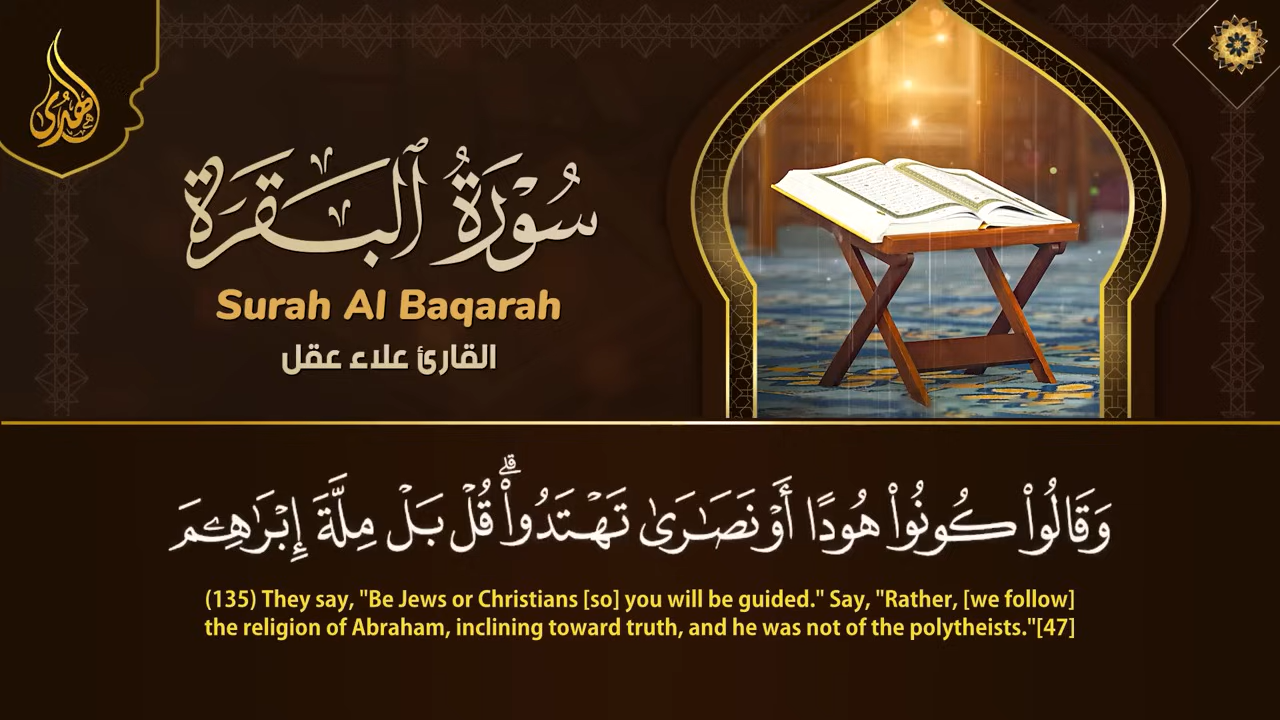 هدى
سُورَةُ ٱلْبَقَرَة
Surah Al Baqarah
القارئ علاء عقل
وَقَالُوا۟ كُونُوا۟ هُودًا أَوْ نَصَـٰرَىٰ تَهْتَدُوا۟ ۗ قُلْ بَلْ مِلَّةَ إِبْرَٰهِـۧمَ
(135) They say, "Be Jews or Christians [so] you will be guided." Say, "Rather, [we follow]
the religion of Abraham, inclining toward truth, and he was not of the polytheists."[47]